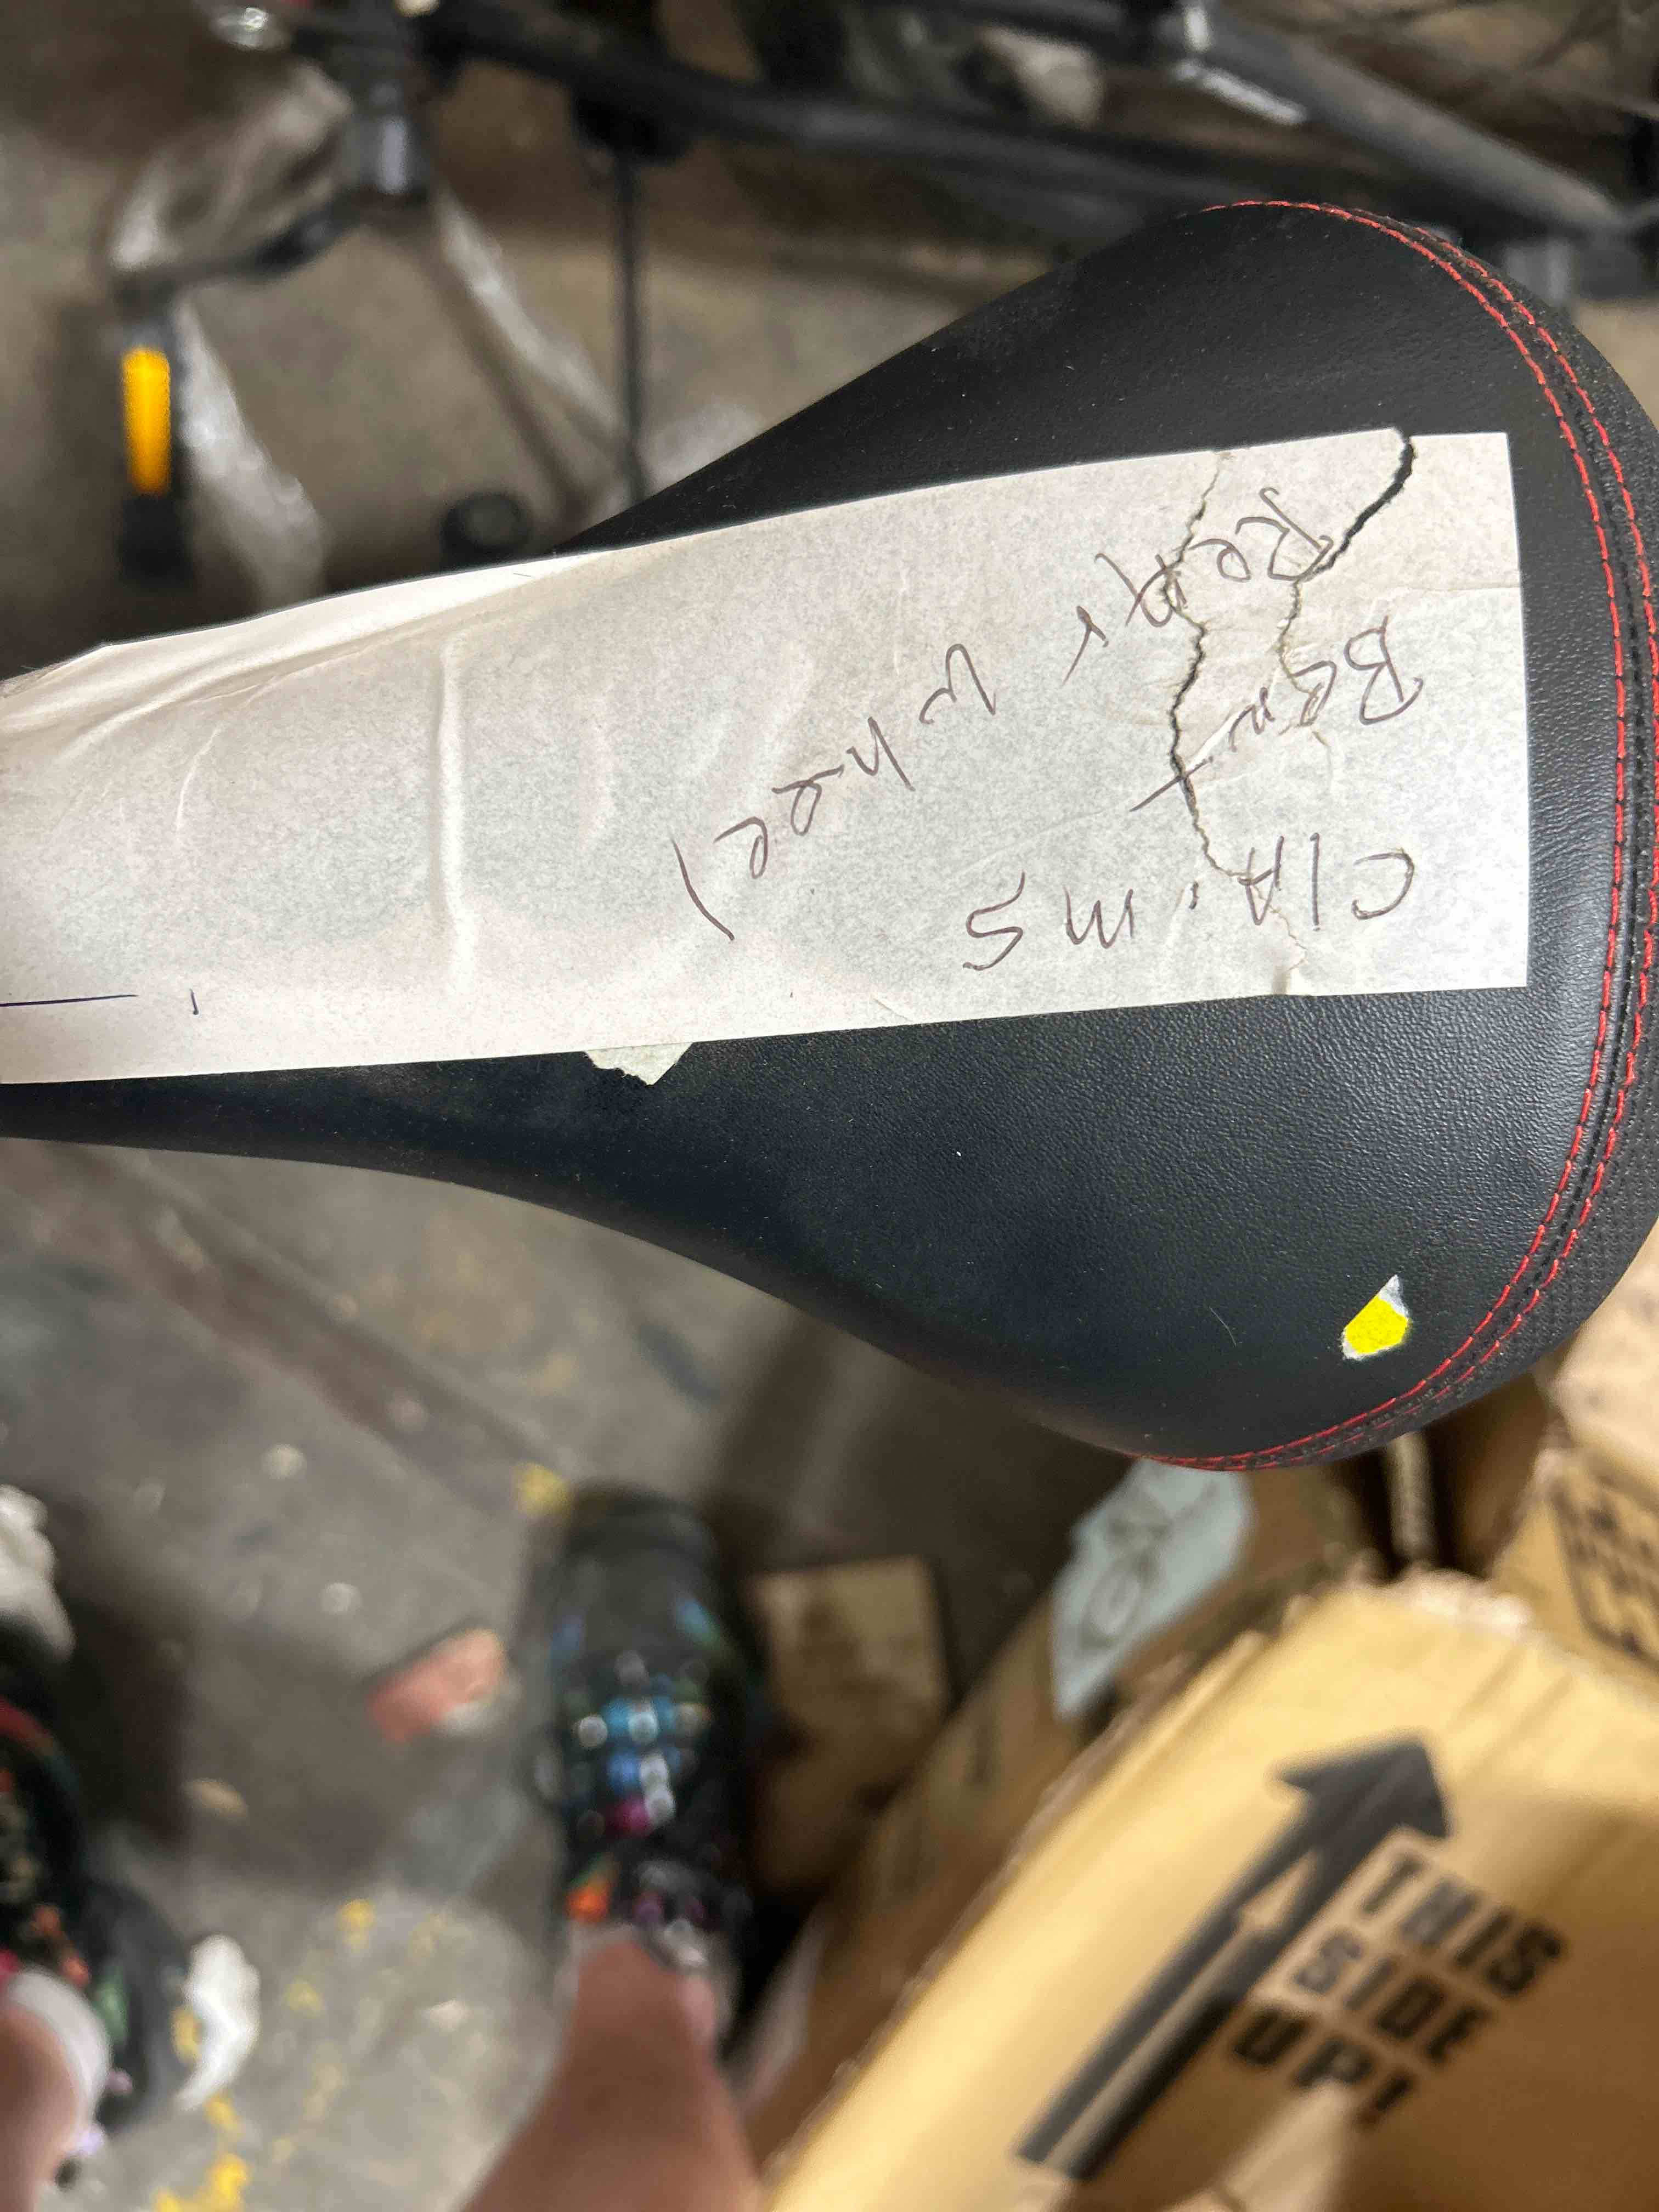 ClAims
Bent
ReAr wheel
THIS
SIDE
UP!